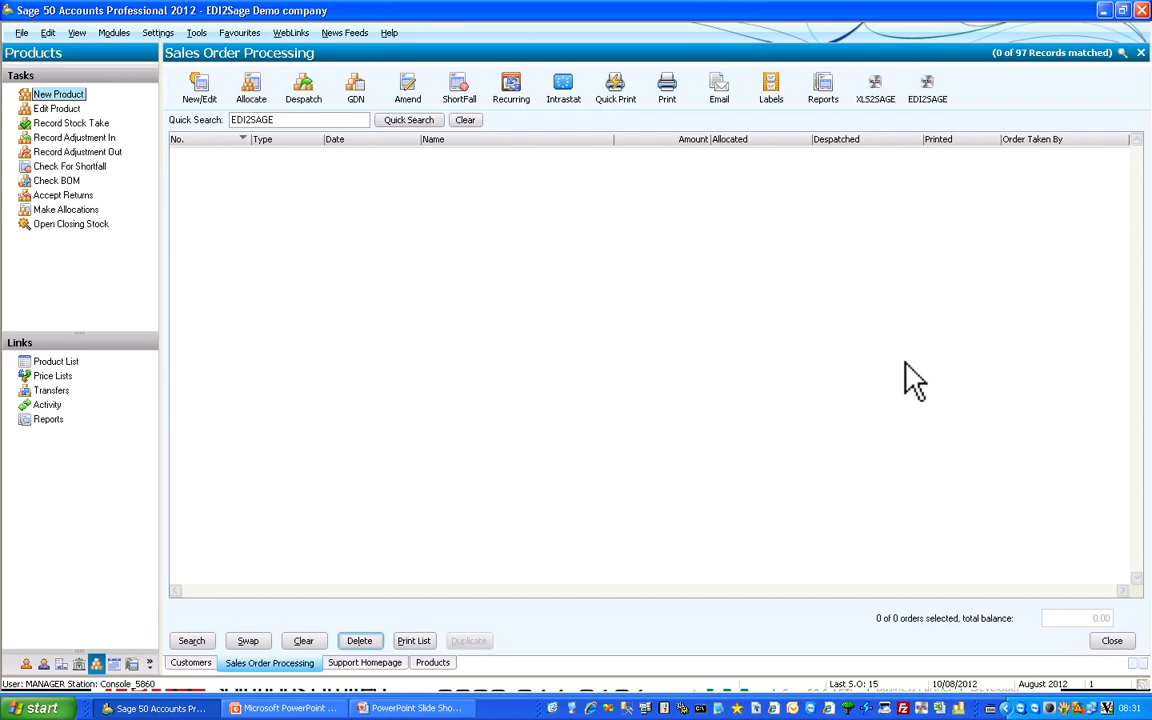 Sage 50 Accounts Professional 2012 - EDI2Sage Demo company
File Edit View Modules Settings Tools Favourites WebLinks News Feeds Help
Products
Sales Order Processing
(0 of 97 Records matched)
Tasks
New Product
Edit Product
Record Stock Take
Record Adjustment In
Record Adjustment Out
Check For Shortfall
Check BOM
Accept Returns
Make Allocations
Open Closing Stock
Links
Product List
Price Lists
Transfers
Activity
Reports
New/Edit Allocate Despatch GDN Amend ShortFall Recurring Intrastat Quick Print Print Email Labels Reports XLS2SAGE EDI2SAGE
Quick Search: EDI2SAGE Quick Search Clear
No. Type Date Name Amount Allocated Despatched Printed Order Taken By
0 of 0 orders selected, total balance: 0.00
Search Swap Clear Delete Print List Duplicate Close
Customers Sales Order Processing Support Homepage Products
User: MANAGER Station: Console_5860 Last S.O: 15 10/08/2012 August 2012 1
start Sage 50 Accounts Pr... Microsoft PowerPoint ... PowerPoint Slide Sho... 08:31